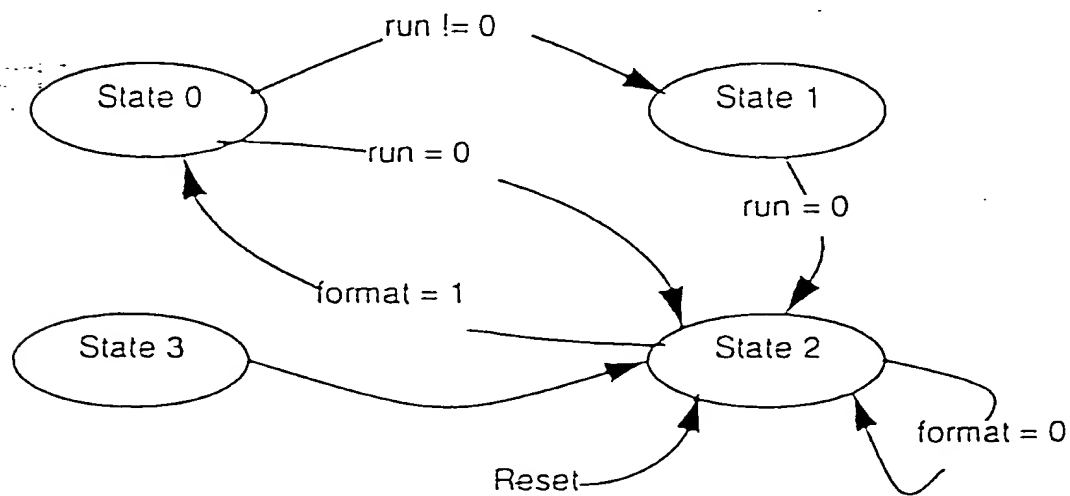 run != 0
State 0
State 1
run = 0
run = 0
format = 1
State 3
State 2
format = 0
Reset